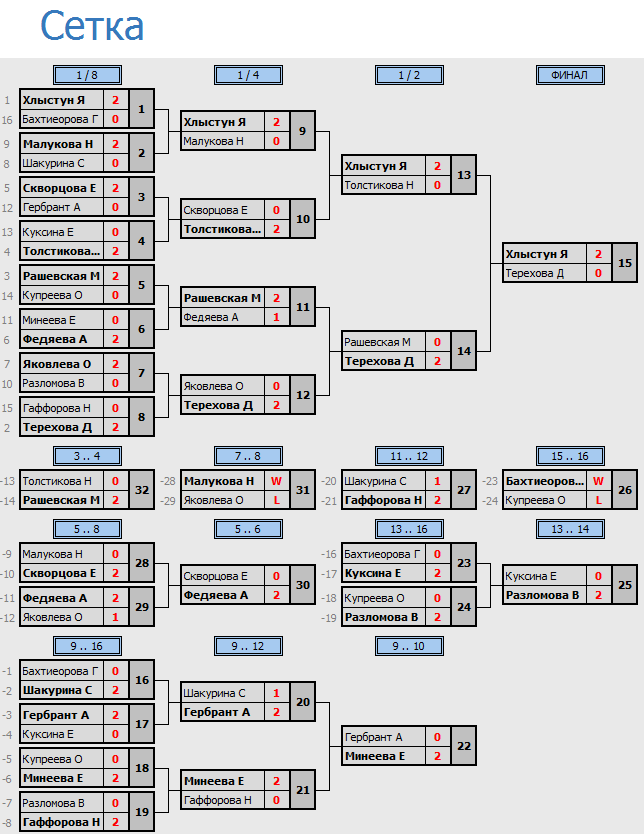 Сетка
1 / 8 1 / 4 1 / 2 ФИНАЛ
1 Хлыстун Я 2 1
16 Бахтиеорова Г 0
9 Малукова Н 2 2
8 Шакурина С 0
5 Скворцова Е 2 3
12 Гербрант А 0
13 Куксина Е 0 4
4 Толстикова... 2
3 Рашевская М 2 5
14 Купреева О 0
11 Минеева Е 0 6
6 Федяева А 2
7 Яковлева О 2 7
10 Разломова В 0
15 Гаффорова Н 0 8
2 Терехова Д 2
Хлыстун Я 2 9
Малукова Н 0
Скворцова Е 0 10
Толстикова... 2
Рашевская М 2 11
Федяева А 1
Яковлева О 0 12
Терехова Д 2
Хлыстун Я 2 13
Толстикова Н 0
Рашевская М 0 14
Терехова Д 2
Хлыстун Я 2 15
Терехова Д 0
3 .. 4
-13 Толстикова Н 0 32
-14 Рашевская М 2
7 .. 8
-28 Малукова Н W 31
-29 Яковлева О L
11 .. 12
-20 Шакурина С 1 27
-21 Гаффорова Н 2
15 .. 16
-23 Бахтиеоров... W 26
-24 Купреева О L
5 .. 8 5 .. 6
-9 Малукова Н 0 28
-10 Скворцова Е 2
-11 Федяева А 2 29
-12 Яковлева О 1
Скворцова Е 0 30
Федяева А 2
13 .. 16 13 .. 14
-16 Бахтиеорова Г 0 23
-17 Куксина Е 2
-18 Купреева О 0 24
-19 Разломова В 2
Куксина Е 0 25
Разломова В 2
9 .. 16 9 .. 12 9 .. 10
-1 Бахтиеорова Г 0 16
-2 Шакурина С 2
-3 Гербрант А 2 17
-4 Куксина Е 0
-5 Купреева О 0 18
-6 Минеева Е 2
-7 Разломова В 0 19
-8 Гаффорова Н 2
Шакурина С 1 20
Гербрант А 2
Минеева Е 2 21
Гаффорова Н 0
Гербрант А 0 22
Минеева Е 2